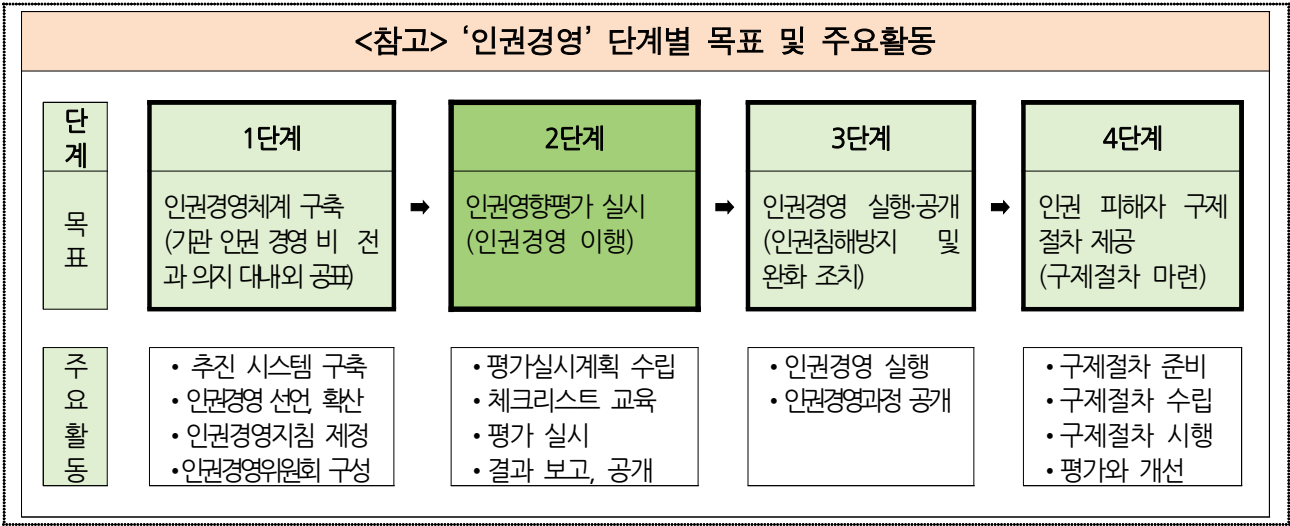 <참고> ‘인권경영’ 단계별 목표 및 주요활동
단
계
1단계
2단계
3단계
4단계
목
표
인권경영체계 구축
(기관 인권 경영 비 전
과 의지 대내외 공표)
➡
인권영향평가 실시
(인권경영 이행)
➡
인권경영 실행·공개
(인권침해방지 및
완화 조치)
➡
인권 피해자 구제
절차 제공
(구제절차 마련)
주
요
활
동
• 추진 시스템 구축
• 인권경영 선언, 확산
• 인권경영지침 제정
• 인권경영위원회 구성
• 평가실시계획 수립
• 체크리스트 교육
• 평가 실시
• 결과 보고, 공개
• 인권경영 실행
• 인권경영과정 공개
• 구제절차 준비
• 구제절차 수립
• 구제절차 시행
• 평가와 개선